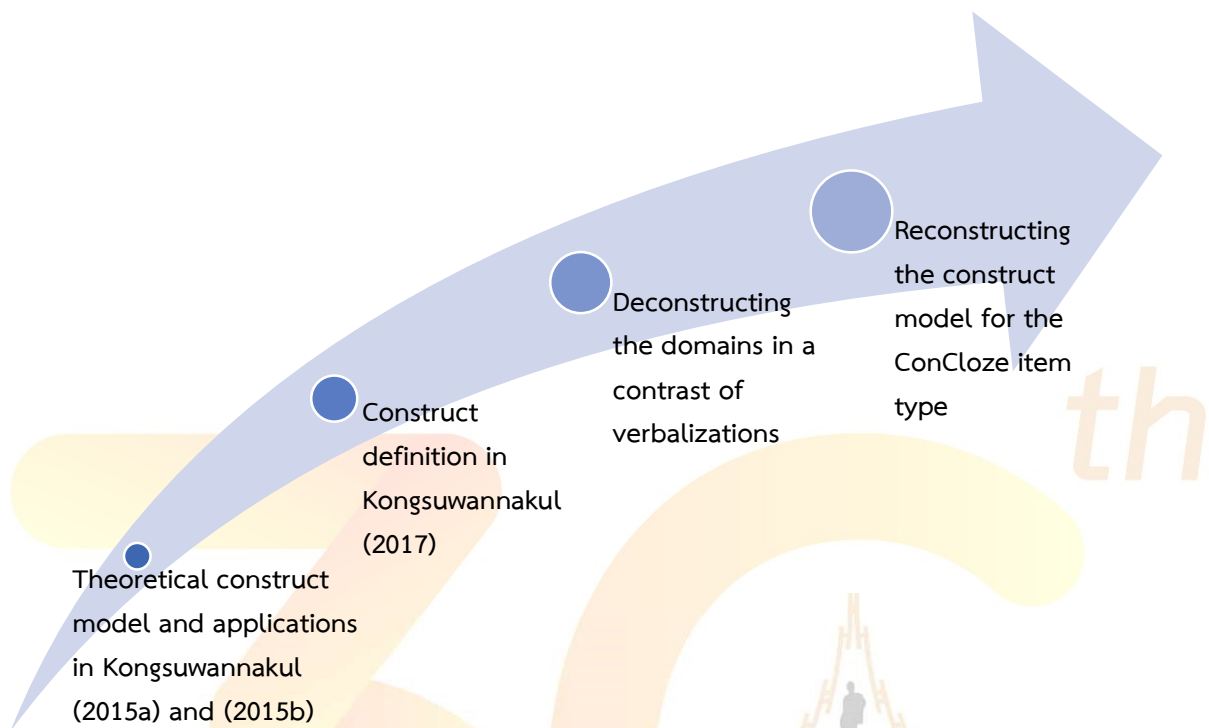 Theoretical construct
model and applications
in Kongsuwannakul
(2015a) and (2015b)
Construct
definition in
Kongsuwannakul
(2017)
Deconstructing
the domains in a
contrast of
verbalizations
Reconstructing
the construct
model for the
ConCloze item
type
th